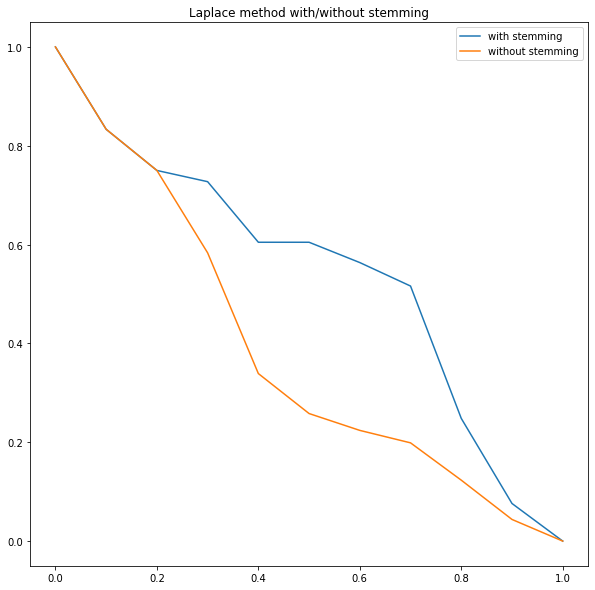 Laplace method with/without stemming
with stemming
without stemming
1.0
0.8
0.6
0.4
0.2
0.0
0.0 0.2 0.4 0.6 0.8 1.0